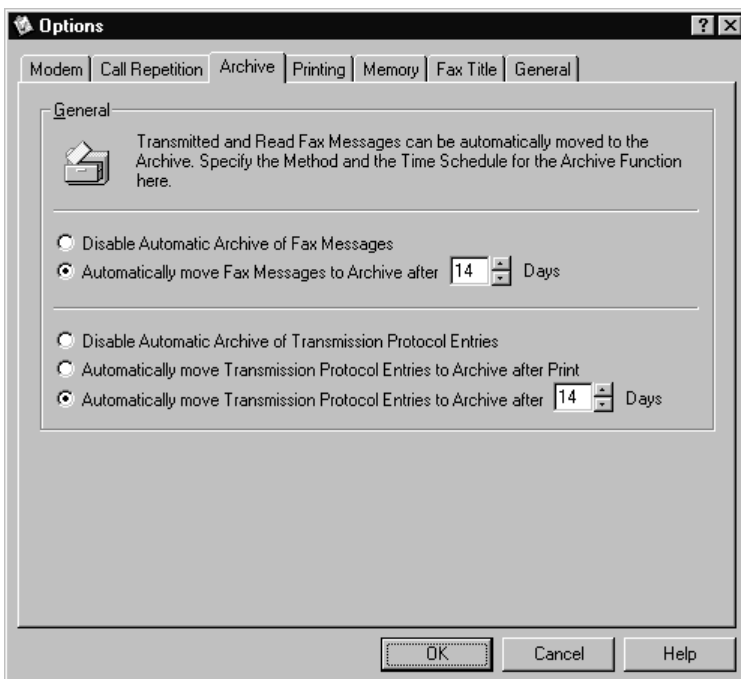 Options
Modem Call Repetition Archive Printing Memory Fax Title General
General
Transmitted and Read Fax Messages can be automatically moved to the
Archive. Specify the Method and the Time Schedule for the Archive Function
here.
Disable Automatic Archive of Fax Messages
Automatically move Fax Messages to Archive after 14 Days
Disable Automatic Archive of Transmission Protocol Entries
Automatically move Transmission Protocol Entries to Archive after Print
Automatically move Transmission Protocol Entries to Archive after 14 Days
OK Cancel Help